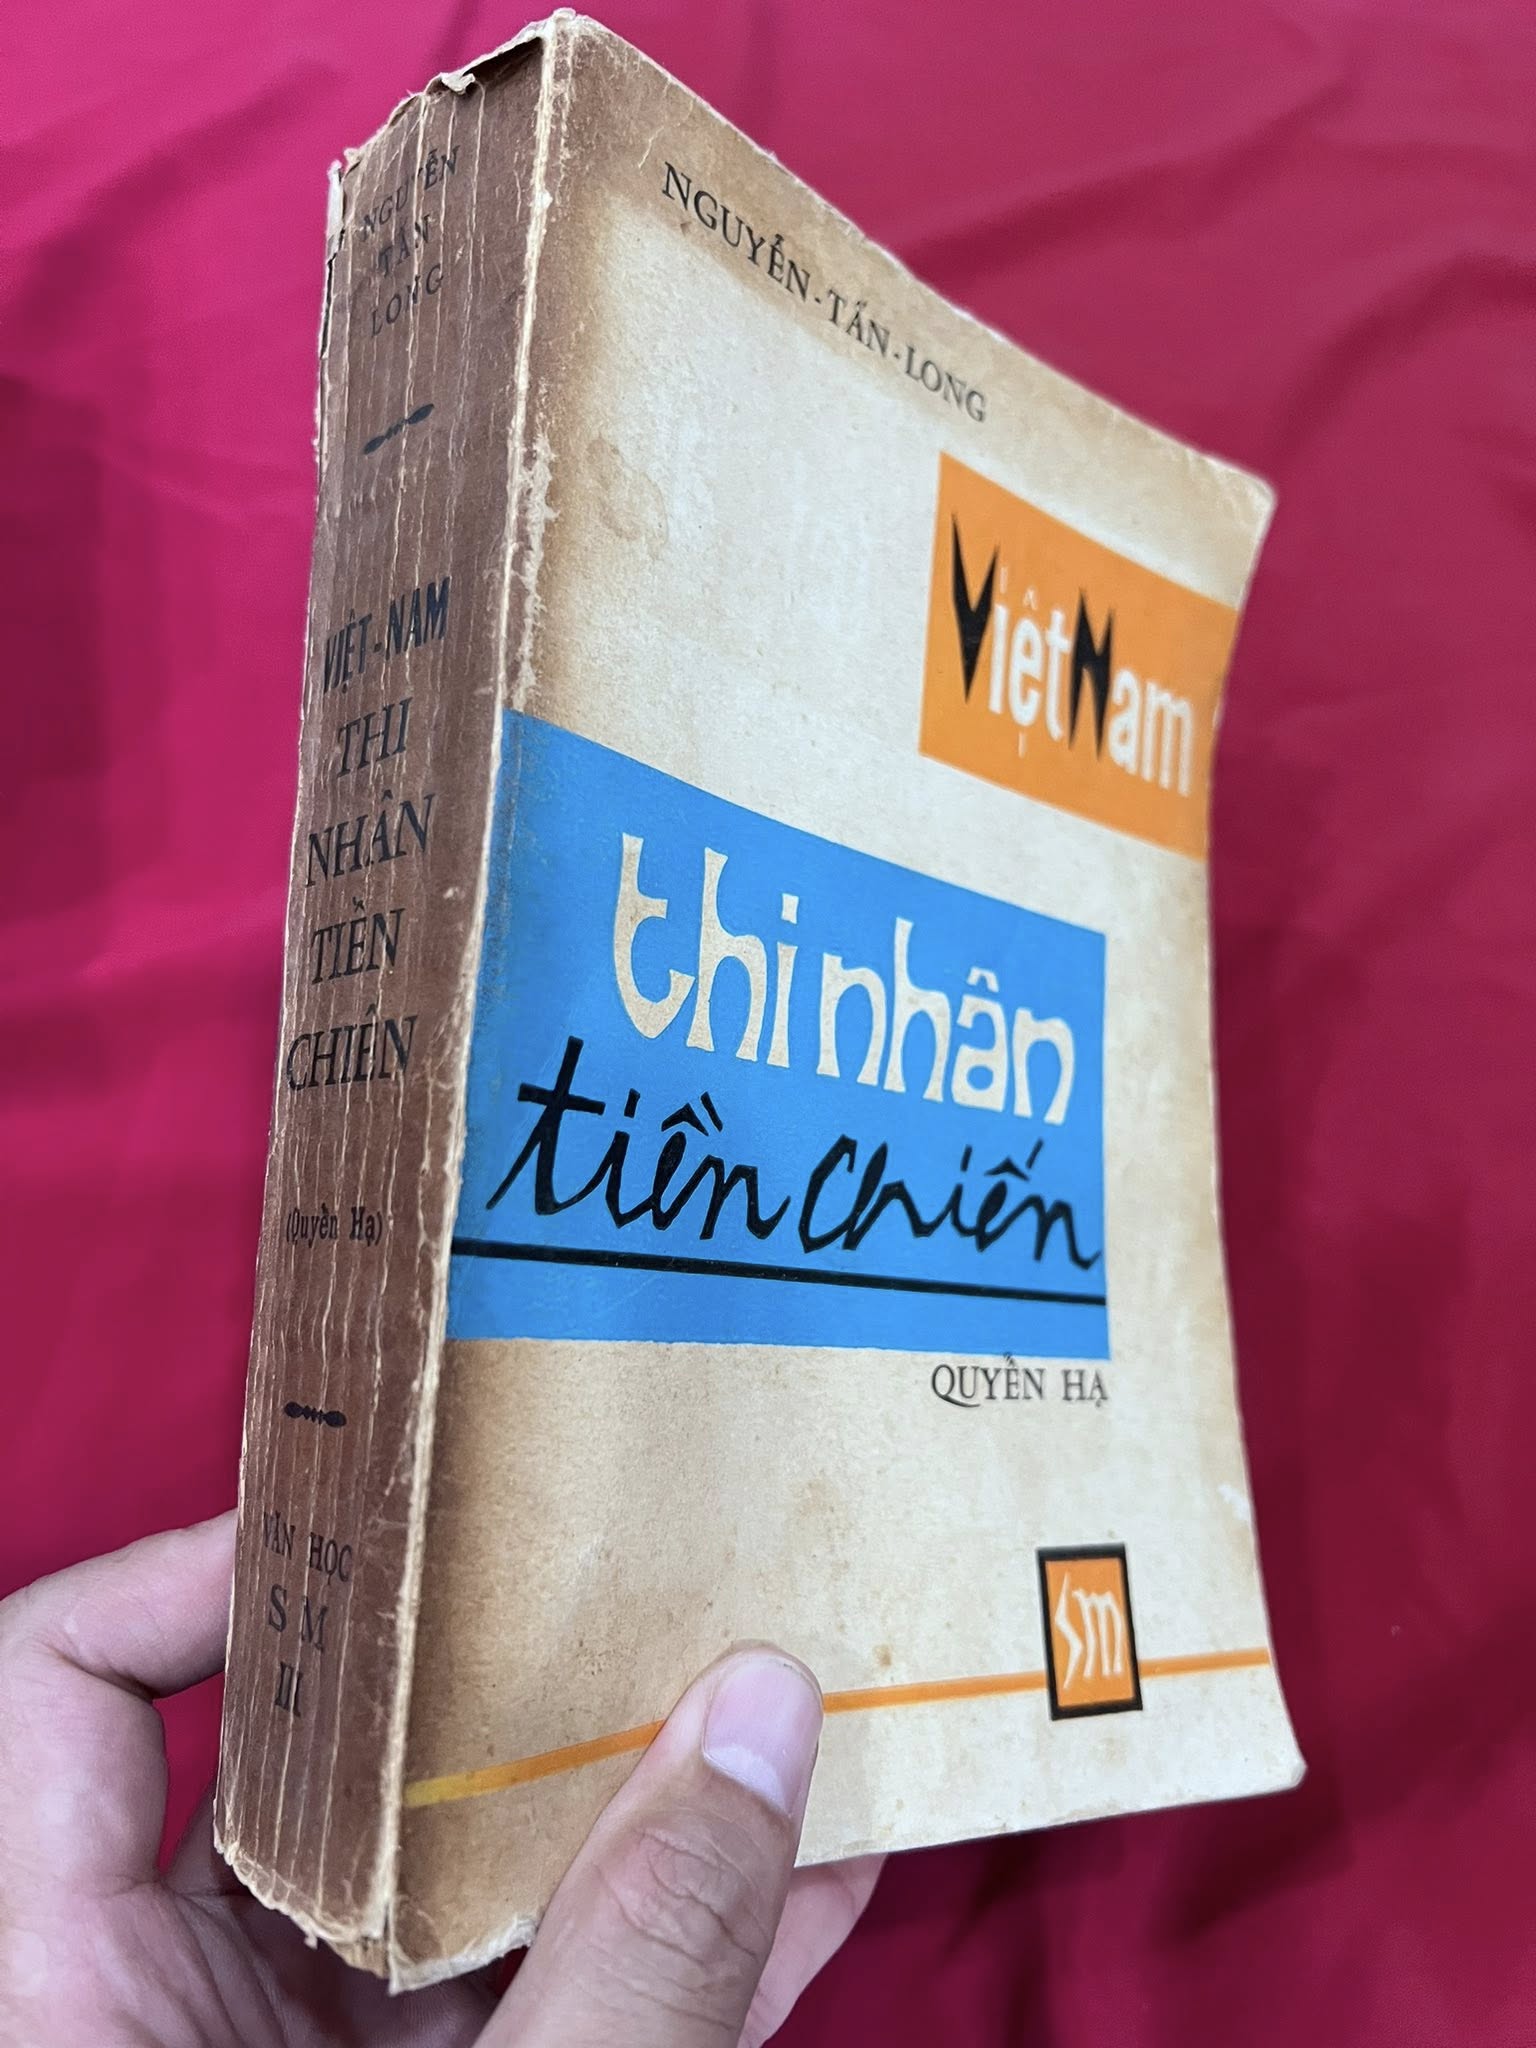 NGUYỄN
TẤN
LONG
VIỆT-NAM
THI
NHÂN
TIỀN
CHIẾN
(Quyển Hạ)
VĂN HỌC
SM
III
NGUYỄN-TẤN-LONG
ViệtNam
thi nhân
tiền chiến
QUYỂN HẠ
SM